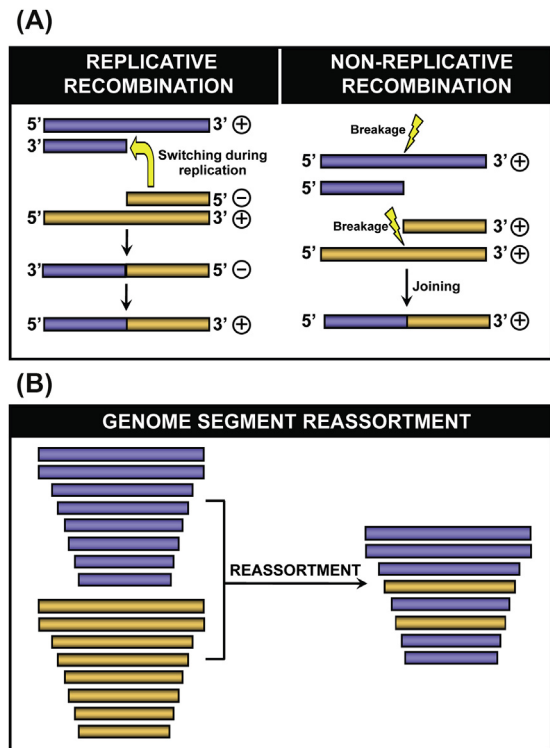 (A)
REPLICATIVE
RECOMBINATION
5’ 3’ +
3’
Switching during
replication
5’ −
5’ 3’ +
3’ 5’ −
5’ 3’ +
NON-REPLICATIVE
RECOMBINATION
Breakage
5’ 3’ +
5’
Breakage 3’ +
5’ 3’ +
Joining
5’ 3’ +
(B)
GENOME SEGMENT REASSORTMENT
REASSORTMENT